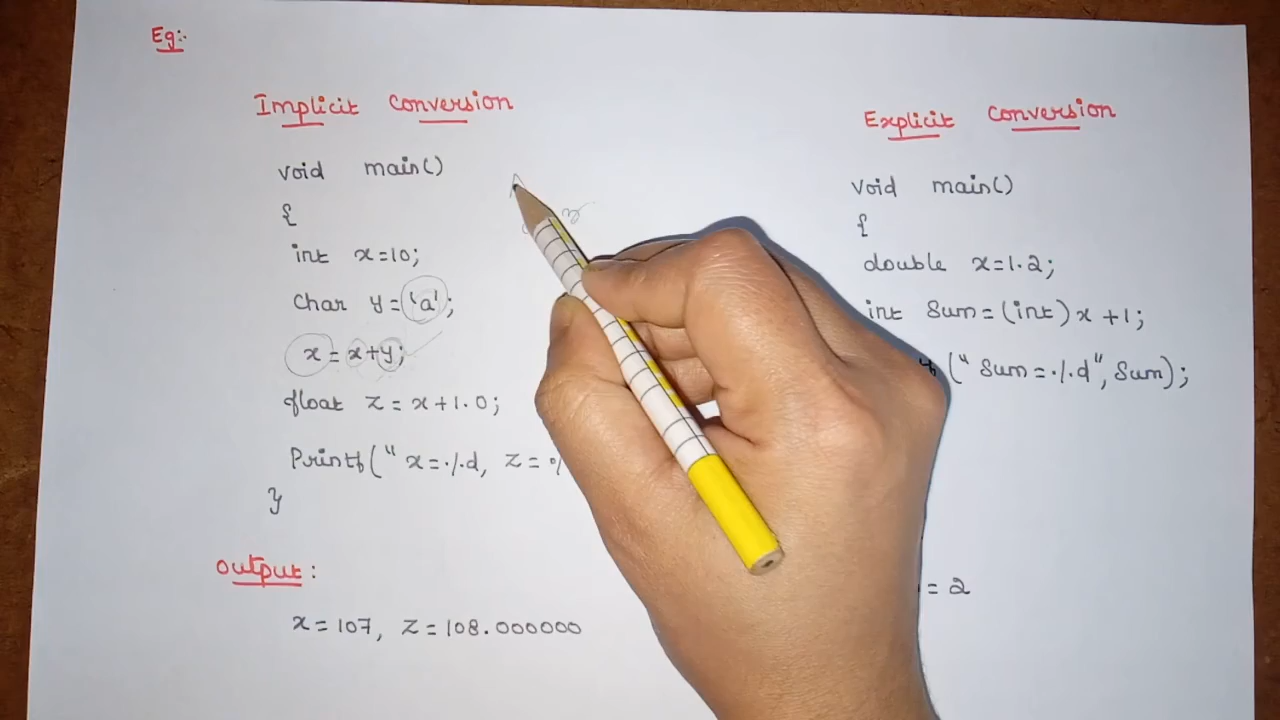 Eg:-
Implicit Conversion
void main()
{
int x=10;
Char y='a';
x=x+y;
float z=x+1.0;
Printf("x=%d, z=%
}
Output:
x=107, z=108.000000
Explicit Conversion
void main()
{
double x=1.2;
int Sum=(int)x+1;
("Sum=%d",Sum);
=2